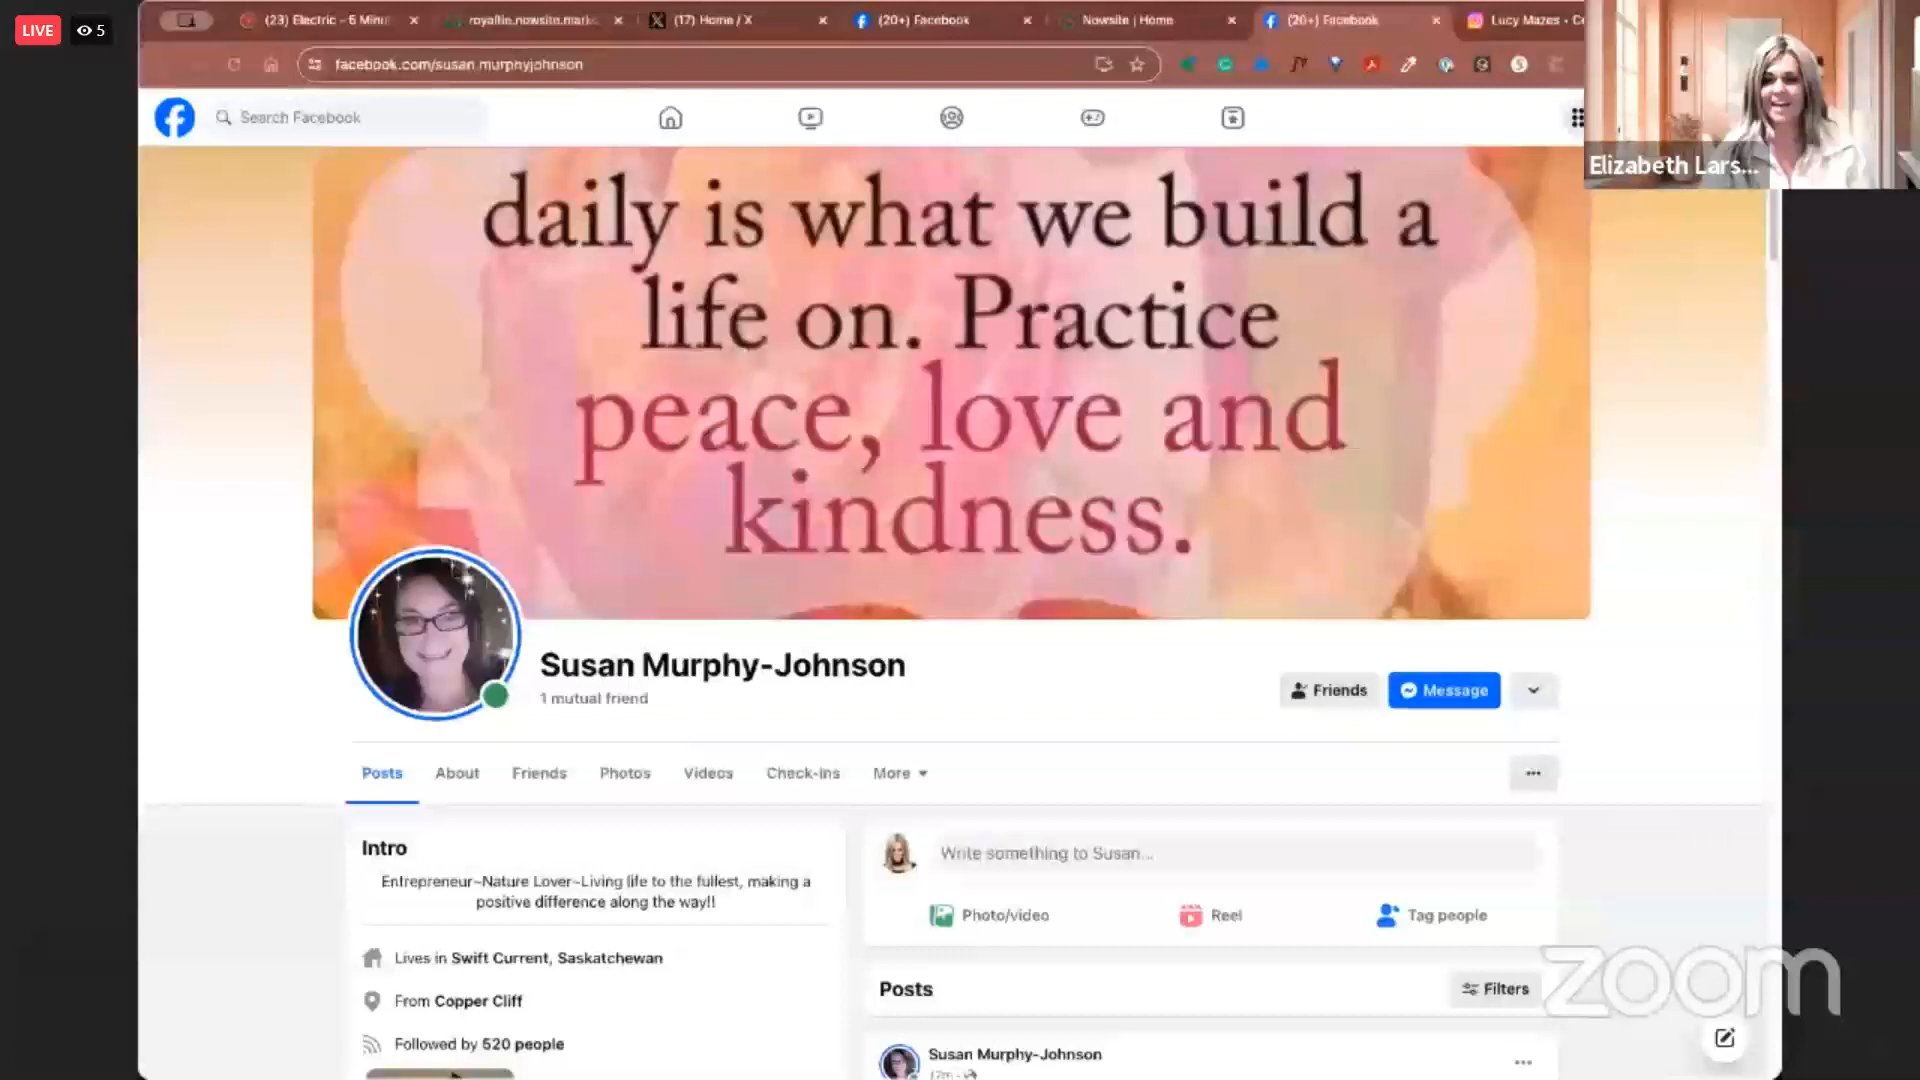 LIVE
5
(23) Electric - 5 Minu
royallie.nowsite.mark
(17) Home / X
(20+) Facebook
Nowsite | Home
(20+) Facebook
Lucy Mazes •
facebook.com/susan.murphyjohnson
Search Facebook
Elizabeth Lars...
daily is what we build a
life on. Practice
peace, love and
kindness.
Susan Murphy-Johnson
1 mutual friend
Friends
Message
Posts
About
Friends
Photos
Videos
Check-ins
More
Intro
Entrepreneur~Nature Lover~Living life to the fullest, making a
positive difference along the way!!
Lives in Swift Current, Saskatchewan
From Copper Cliff
Followed by 520 people
Write something to Susan...
Photo/video
Reel
Tag people
Posts
Filters
Susan Murphy-Johnson
zoom